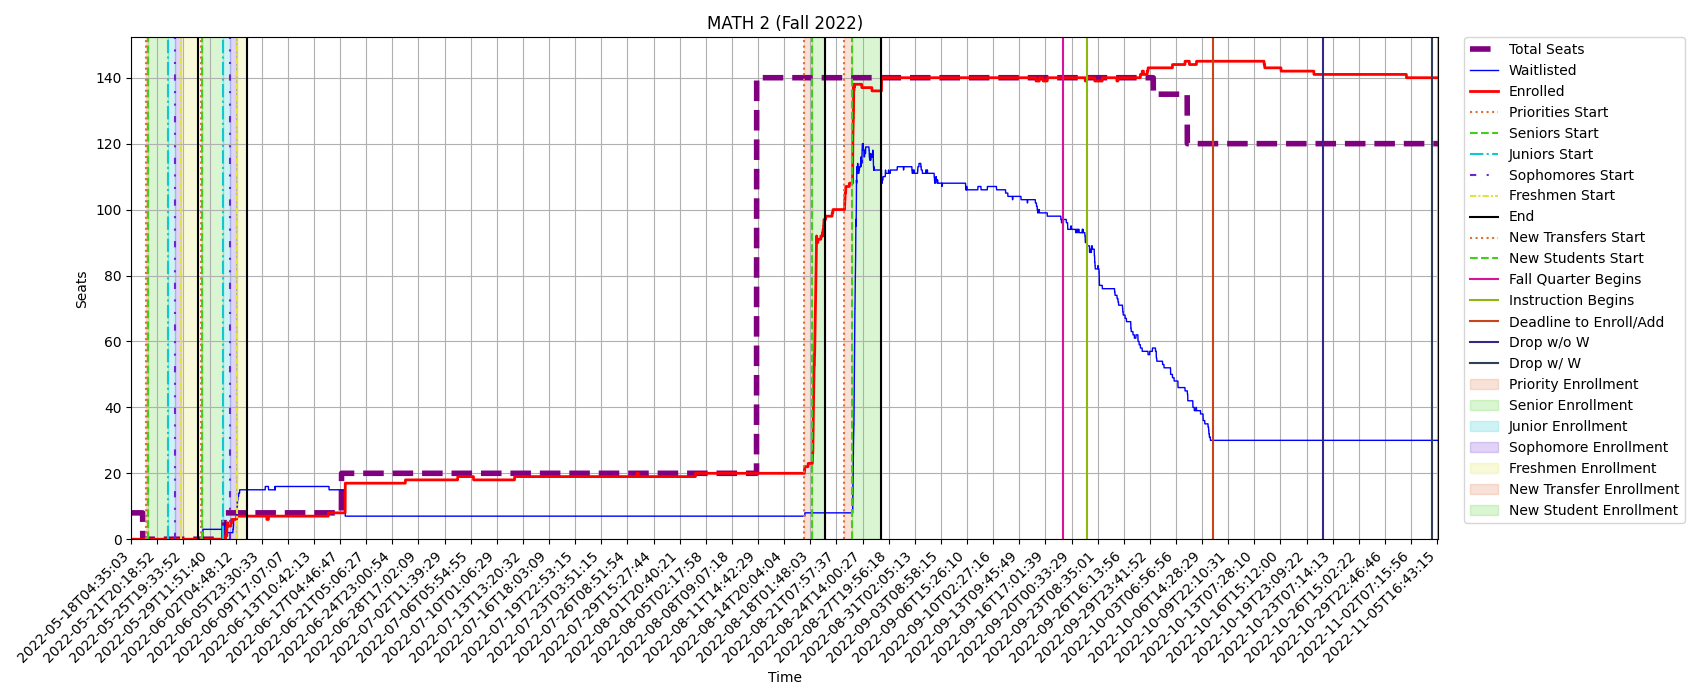 MATH 2 (Fall 2022)
Seats
140
120
100
80
60
40
20
0
2022-05-18T04:35:03
2022-05-21T20:18:52
2022-05-25T19:33:52
2022-05-29T11:51:40
2022-06-02T04:48:12
2022-06-05T23:30:33
2022-06-09T17:07:07
2022-06-13T10:42:13
2022-06-17T04:46:47
2022-06-21T05:06:27
2022-06-24T23:00:54
2022-06-28T17:02:09
2022-07-02T11:39:29
2022-07-06T05:54:55
2022-07-10T01:06:29
2022-07-13T13:20:32
2022-07-16T18:03:09
2022-07-19T22:53:15
2022-07-23T03:51:15
2022-07-26T08:51:54
2022-07-29T15:27:44
2022-08-01T20:40:21
2022-08-05T02:17:58
2022-08-08T09:07:18
2022-08-11T14:42:29
2022-08-14T20:04:04
2022-08-18T01:48:03
2022-08-21T07:57:37
2022-08-24T14:00:27
2022-08-27T19:56:18
2022-08-31T02:05:13
2022-09-03T08:58:15
2022-09-06T15:26:10
2022-09-10T02:27:16
2022-09-13T09:45:49
2022-09-16T17:01:39
2022-09-20T00:33:29
2022-09-23T08:35:01
2022-09-26T16:13:56
2022-09-29T23:41:52
2022-10-03T06:56:56
2022-10-06T14:28:29
2022-10-09T22:10:31
2022-10-13T07:28:10
2022-10-16T15:12:00
2022-10-19T23:09:22
2022-10-23T07:14:13
2022-10-26T15:02:22
2022-10-29T22:46:46
2022-11-02T07:15:56
2022-11-05T16:43:15
Time
Total Seats
Waitlisted
Enrolled
Priorities Start
Seniors Start
Juniors Start
Sophomores Start
Freshmen Start
End
New Transfers Start
New Students Start
Fall Quarter Begins
Instruction Begins
Deadline to Enroll/Add
Drop w/o W
Drop w/ W
Priority Enrollment
Senior Enrollment
Junior Enrollment
Sophomore Enrollment
Freshmen Enrollment
New Transfer Enrollment
New Student Enrollment